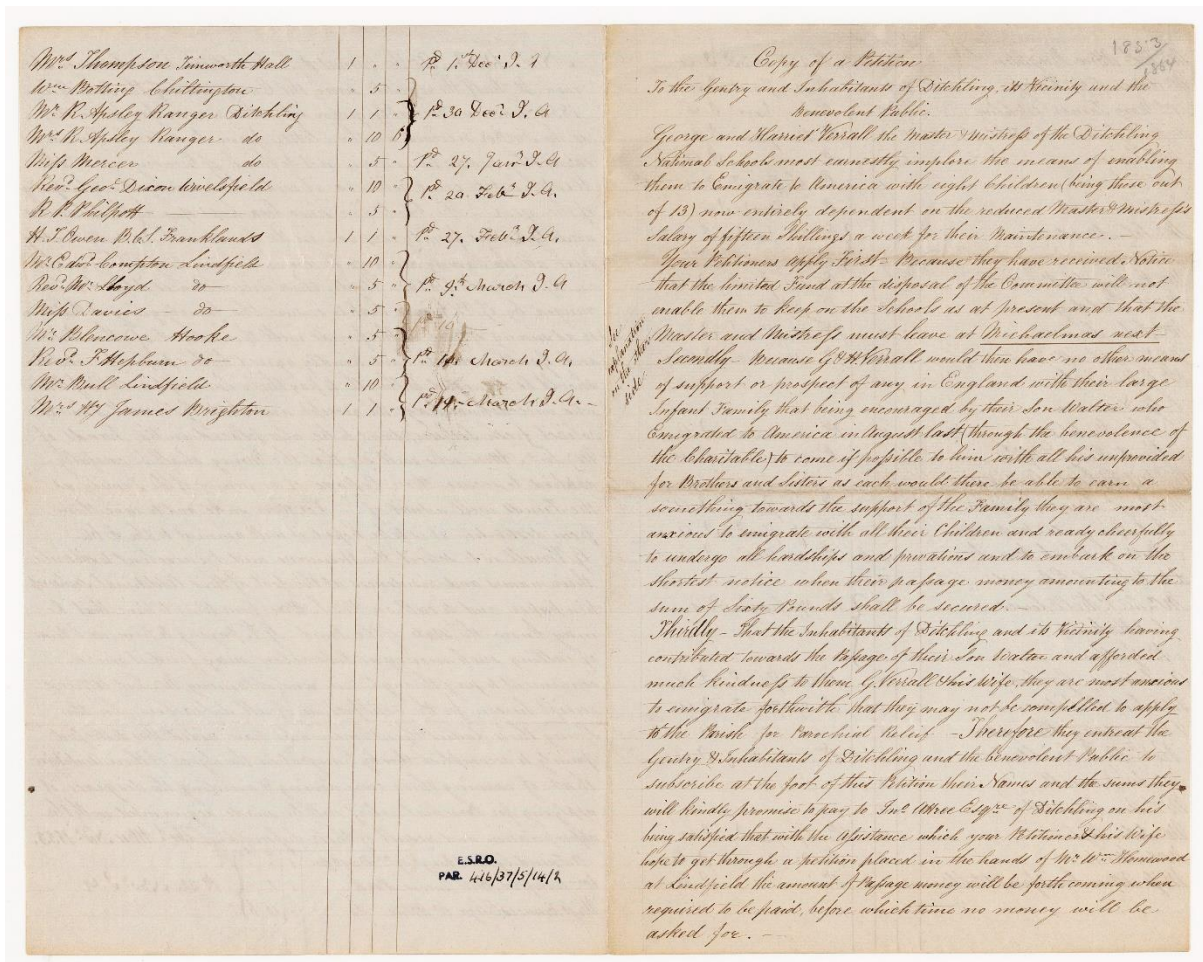 Mrs Thompson Tinworth Hall 1 " "
Wm Botting Chiltington " 5 "
Mr R. Apsley Ranger Ditchling 1 1 "
Mrs R. Apsley Ranger do " 10 6
Miss Mercer do " 5 "
Revd Geo. Dixon Wivelsfield " 10 "
R. P. Philpott " 5 "
H. T. Owen Franklands 1 1 "
Mr Edwd Compton Lindfield " 10 "
Revd Mr Lloyd do " 5 "
Miss Davies do " 5 "
Mr Blencowe Hooke " 5 "
Revd F. Hepburn do " 5 "
Mr Bull Lindfield " 10 "
Mrs Hy James Brighton 1 1 "
pd 1st Decr J. A
pd 30 Decr J. A
pd 27. Janr J. A
pd 20 Feby J. A.
pd 27. Feby J. A.
pd 9th March J. A
pd March J. A.
pd 14. March J. A.
E.S.R.O.
PAR. 416/37/5/14/2
1853/
1854
Copy of a Petition
To the Gentry and Inhabitants of Ditchling, its Vicinity and the
Benevolent Public.
George and Harriet Verrall the Master & Mistress of the Ditchling
National Schools most earnestly implore the means of enabling
them to Emigrate to America with eight Children (being those out
of 13) now entirely dependent on the reduced Master & Mistress's
Salary of fifteen Shillings a week for their Maintenance. —
Your Petitioners apply First – Because they have received Notice
that the limited Fund at the disposal of the Committee will not
enable them to keep on the Schools as at present and that the
Master and Mistress must leave at Michaelmas next
See
explanation
on the other
side
Secondly – Because G & H Verrall would then have no other means
of support or prospect of any in England with their large
Infant Family that being encouraged by their Son Walter who
Emigrated to America in August last (through the benevolence of
the Charitable) to come if possible to him with all his unprovided
for Brothers and Sisters as each would there be able to earn a
something towards the support of the Family they are most
anxious to emigrate with all their Children and ready cheerfully
to undergo all hardships and privations and to embark on the
shortest notice when their passage money amounting to the
sum of Sixty Pounds shall be secured
Thirdly – That the Inhabitants of Ditchling and its Vicinity having
contributed towards the Passage of their Son Walter and afforded
much kindness to them, G. Verrall & his Wife, they are most anxious
to emigrate forthwith that they may not be compelled to apply
to the Parish for Parochial Relief – Therefore they entreat the
Gentry & Inhabitants of Ditchling and the benevolent Public to
subscribe at the foot of this Petition their Names and the sums they
will kindly promise to pay to Jno Attree Esqre of Ditchling on his
being satisfied that with the Assistance which your Petitioner & his Wife
hope to get through a petition placed in the hands of Mr Wm Homewood
at Lindfield the amount of Passage money will be forth coming when
required to be paid, before which time no money will be
asked for. —